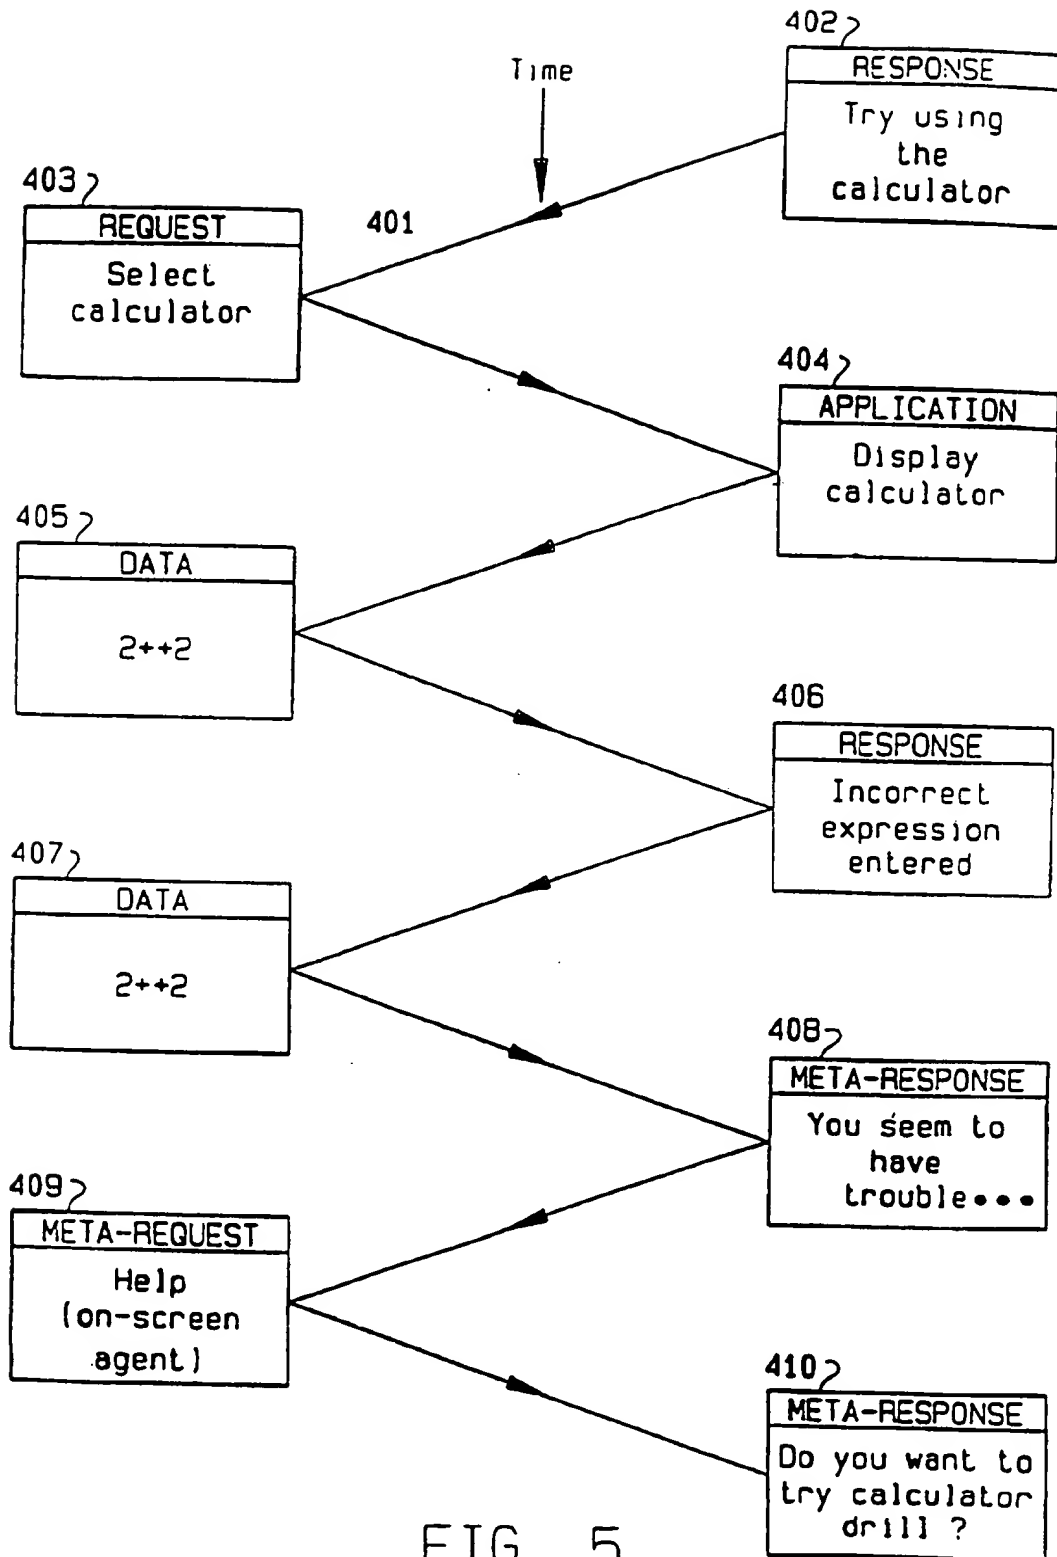 402
RESPONSE
Try using
the
calculator
Time
403
REQUEST
Select
calculator
401
404
APPLICATION
Display
calculator
405
DATA
2++2
406
RESPONSE
Incorrect
expression
entered
407
DATA
2++2
408
META-RESPONSE
You seem to
have
trouble•••
409
META-REQUEST
Help
(on-screen
agent)
410
META-RESPONSE
Do you want to
try calculator
drill ?
FIG. 5